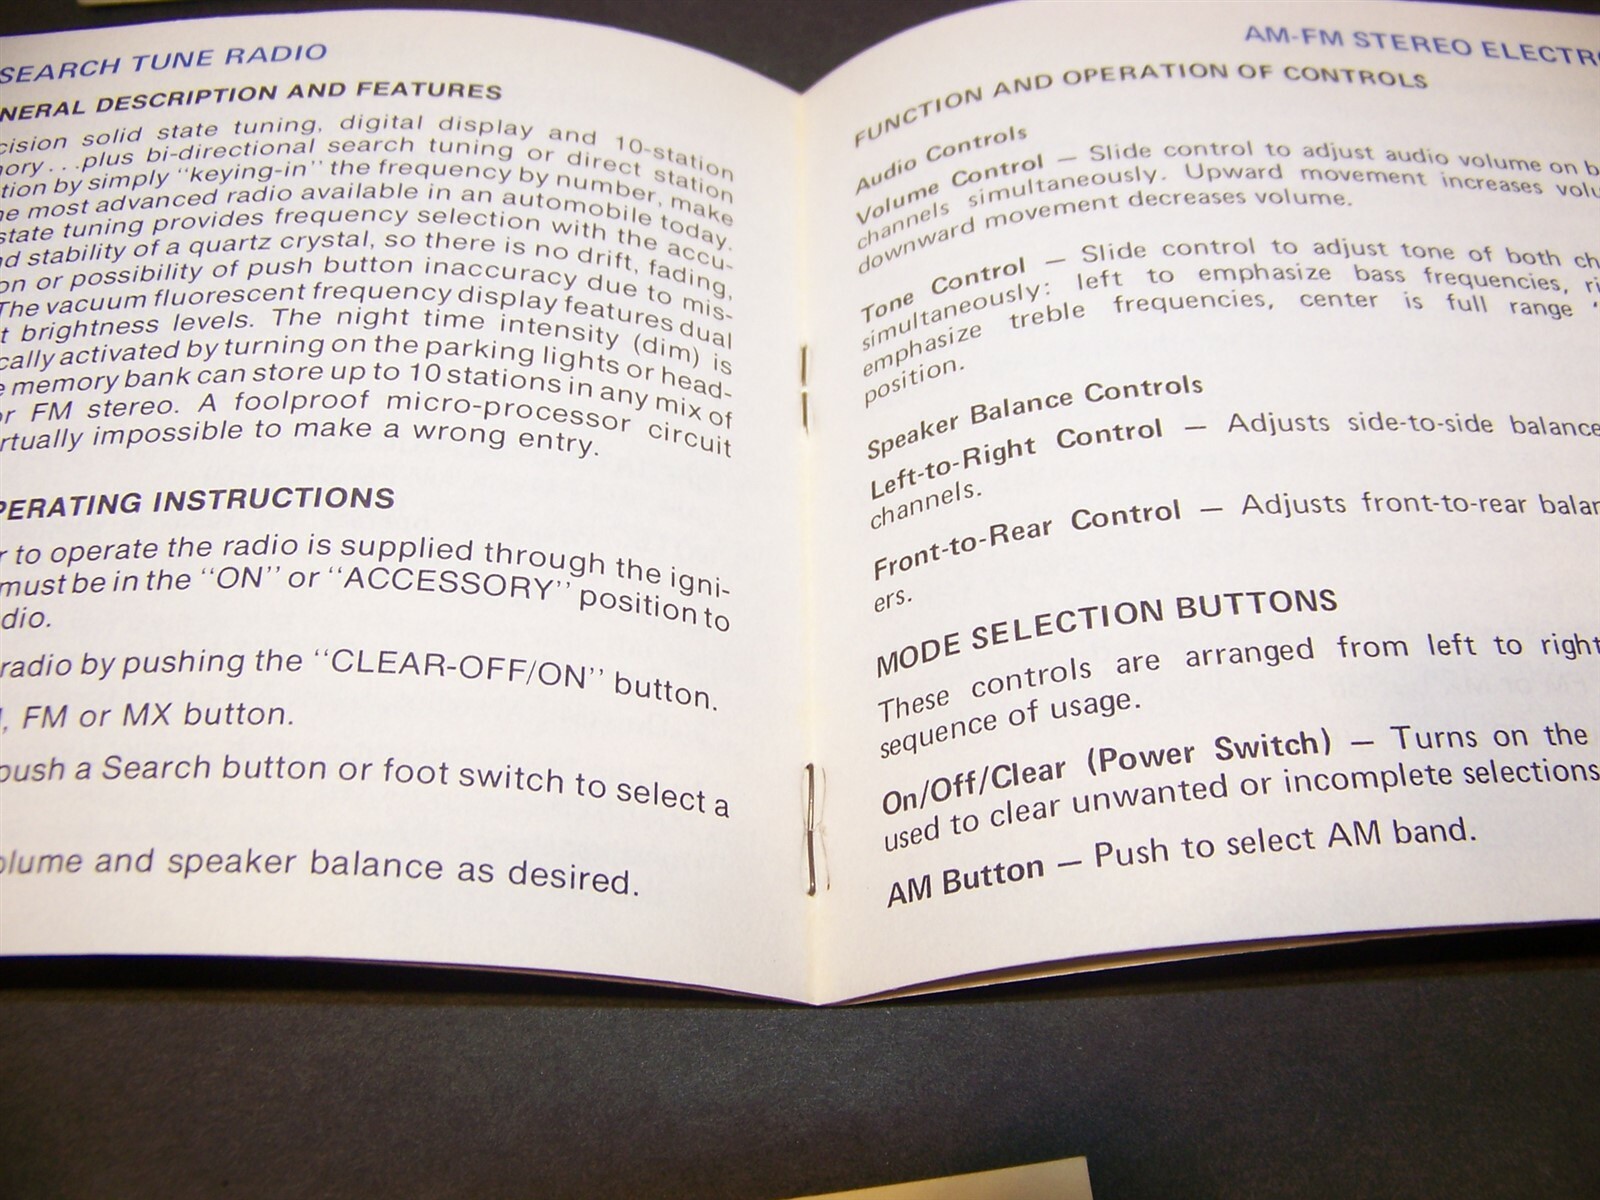 SEARCH TUNE RADIO
NERAL DESCRIPTION AND FEATURES
cision solid state tuning, digital display and 10-station
ory...plus bi-directional search tuning or direct station
tion by simply "keying-in" the frequency by number, make
he most advanced radio available in an automobile today.
state tuning provides frequency selection with the accu-
nd stability of a quartz crystal, so there is no drift, fading,
on or possibility of push button inaccuracy due to mis-
The vacuum fluorescent frequency display features dual
t brightness levels. The night time intensity (dim) is
cally activated by turning on the parking lights or head-
e memory bank can store up to 10 stations in any mix of
or FM stereo. A foolproof micro-processor circuit
rtually impossible to make a wrong entry.
PERATING INSTRUCTIONS
r to operate the radio is supplied through the igni-
must be in the "ON" or "ACCESSORY" position to
dio.
radio by pushing the "CLEAR-OFF/ON" button.
, FM or MX button.
push a Search button or foot switch to select a
olume and speaker balance as desired.
AM-FM STEREO ELECTRO
FUNCTION AND OPERATION OF CONTROLS
Audio Controls
Volume Control — Slide control to adjust audio volume on b
channels simultaneously. Upward movement increases volu
downward movement decreases volume.
Tone Control — Slide control to adjust tone of both ch
simultaneously: left to emphasize bass frequencies, ri
emphasize treble frequencies, center is full range "
position.
Speaker Balance Controls
Left-to-Right Control — Adjusts side-to-side balance
channels.
Front-to-Rear Control — Adjusts front-to-rear balan
ers.
MODE SELECTION BUTTONS
These controls are arranged from left to right
sequence of usage.
On/Off/Clear (Power Switch) — Turns on the
used to clear unwanted or incomplete selections
AM Button — Push to select AM band.